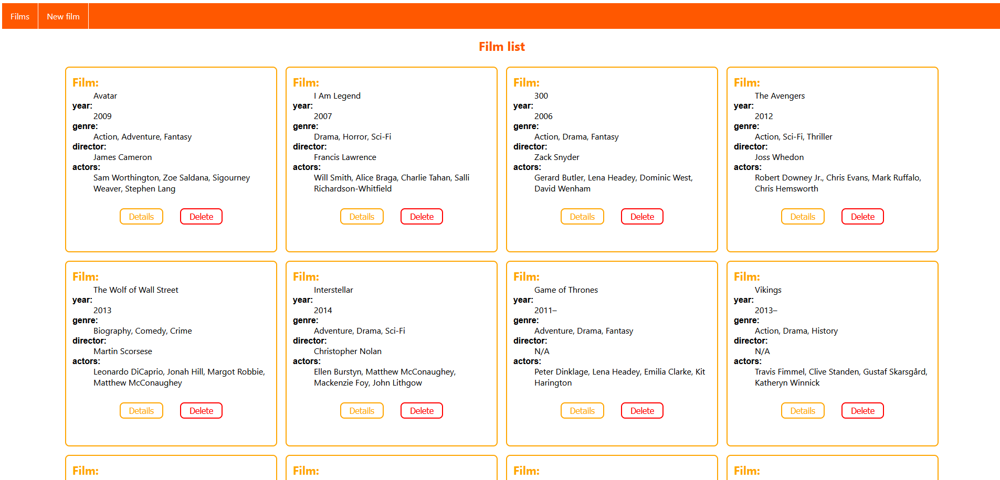 Films
New film
Film list
Film:
Avatar
year:
2009
genre:
Action, Adventure, Fantasy
director:
James Cameron
actors:
Sam Worthington, Zoe Saldana, Sigourney
Weaver, Stephen Lang
Details
Delete
Film:
I Am Legend
year:
2007
genre:
Drama, Horror, Sci-Fi
director:
Francis Lawrence
actors:
Will Smith, Alice Braga, Charlie Tahan, Salli
Richardson-Whitfield
Details
Delete
Film:
300
year:
2006
genre:
Action, Drama, Fantasy
director:
Zack Snyder
actors:
Gerard Butler, Lena Headey, Dominic West,
David Wenham
Details
Delete
Film:
The Avengers
year:
2012
genre:
Action, Sci-Fi, Thriller
director:
Joss Whedon
actors:
Robert Downey Jr., Chris Evans, Mark Ruffalo,
Chris Hemsworth
Details
Delete
Film:
The Wolf of Wall Street
year:
2013
genre:
Biography, Comedy, Crime
director:
Martin Scorsese
actors:
Leonardo DiCaprio, Jonah Hill, Margot Robbie,
Matthew McConaughey
Details
Delete
Film:
Interstellar
year:
2014
genre:
Adventure, Drama, Sci-Fi
director:
Christopher Nolan
actors:
Ellen Burstyn, Matthew McConaughey,
Mackenzie Foy, John Lithgow
Details
Delete
Film:
Game of Thrones
year:
2011–
genre:
Adventure, Drama, Fantasy
director:
N/A
actors:
Peter Dinklage, Lena Headey, Emilia Clarke, Kit
Harington
Details
Delete
Film:
Vikings
year:
2013–
genre:
Action, Drama, History
director:
N/A
actors:
Travis Fimmel, Clive Standen, Gustaf Skarsgård,
Katheryn Winnick
Details
Delete
Film:
Film:
Film:
Film: